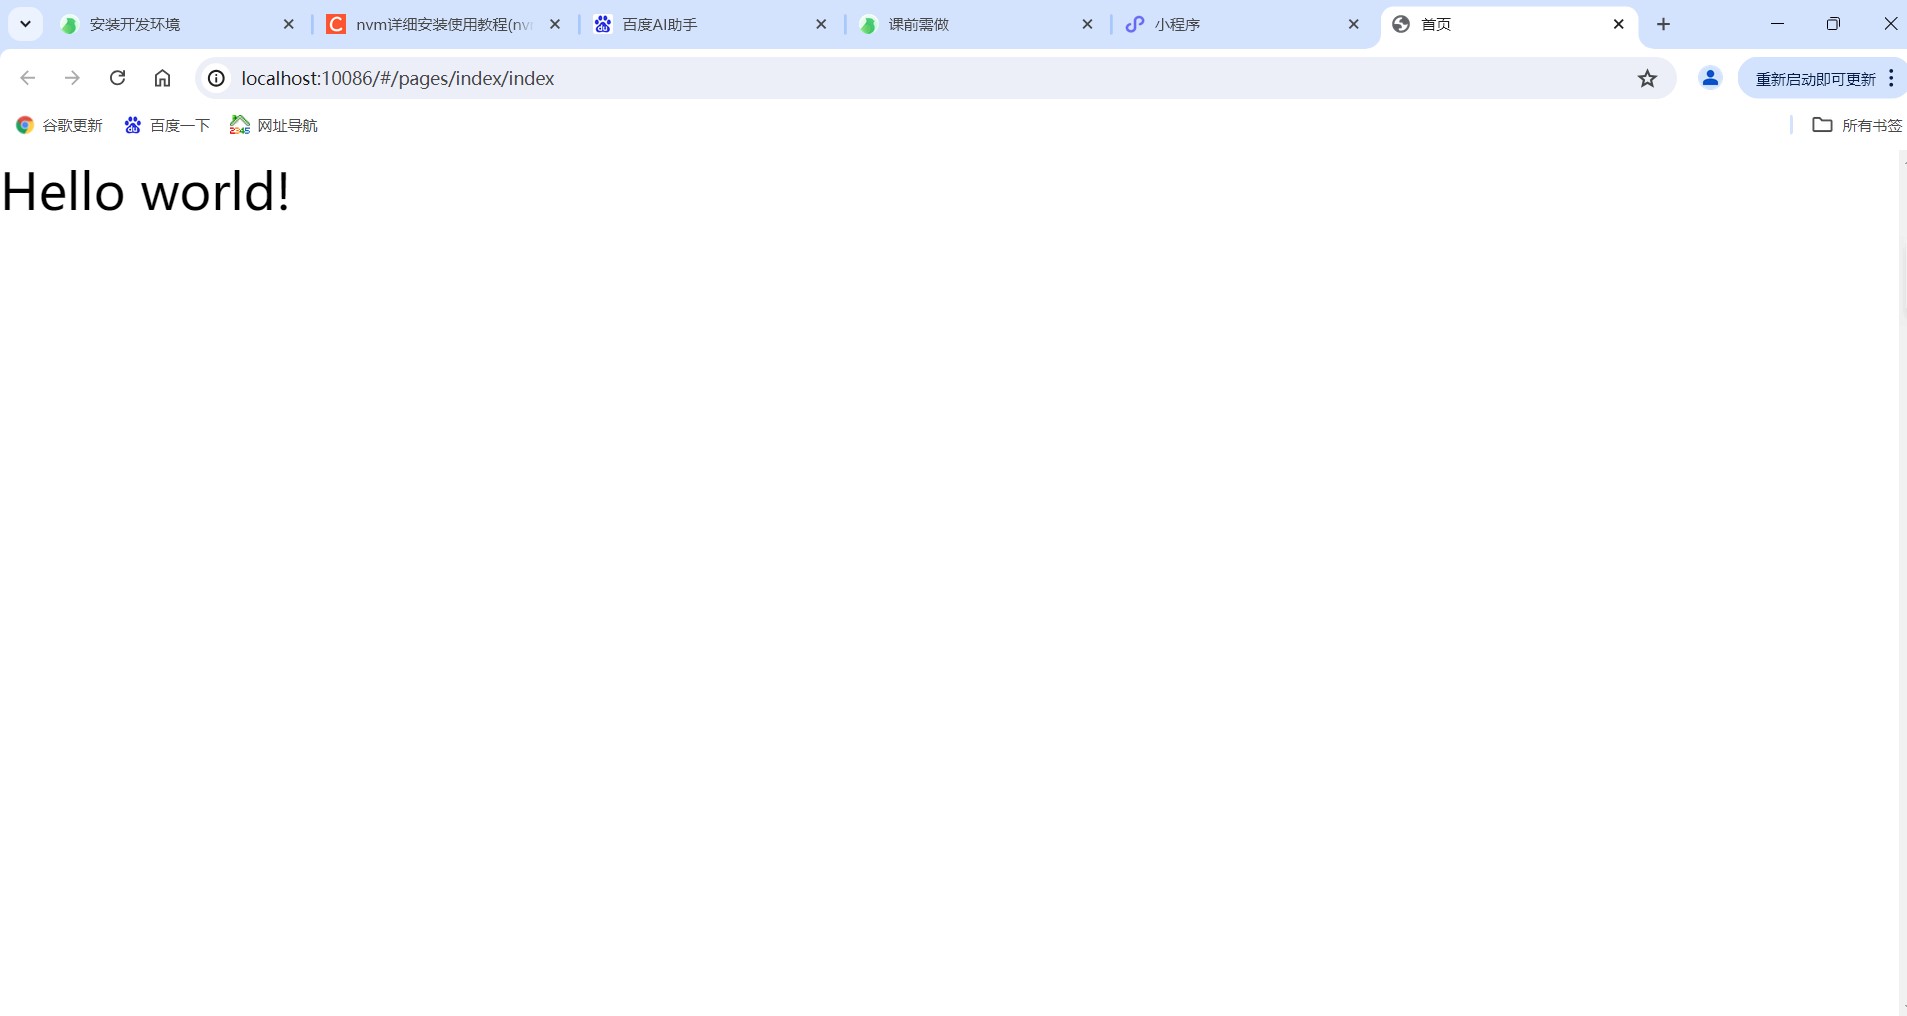 安装开发环境
nvm详细安装使用教程(nv
百度AI助手
课前需做
小程序
首页
localhost:10086/#/pages/index/index
重新启动即可更新
谷歌更新
百度一下
2345
网址导航
所有书签
Hello world!